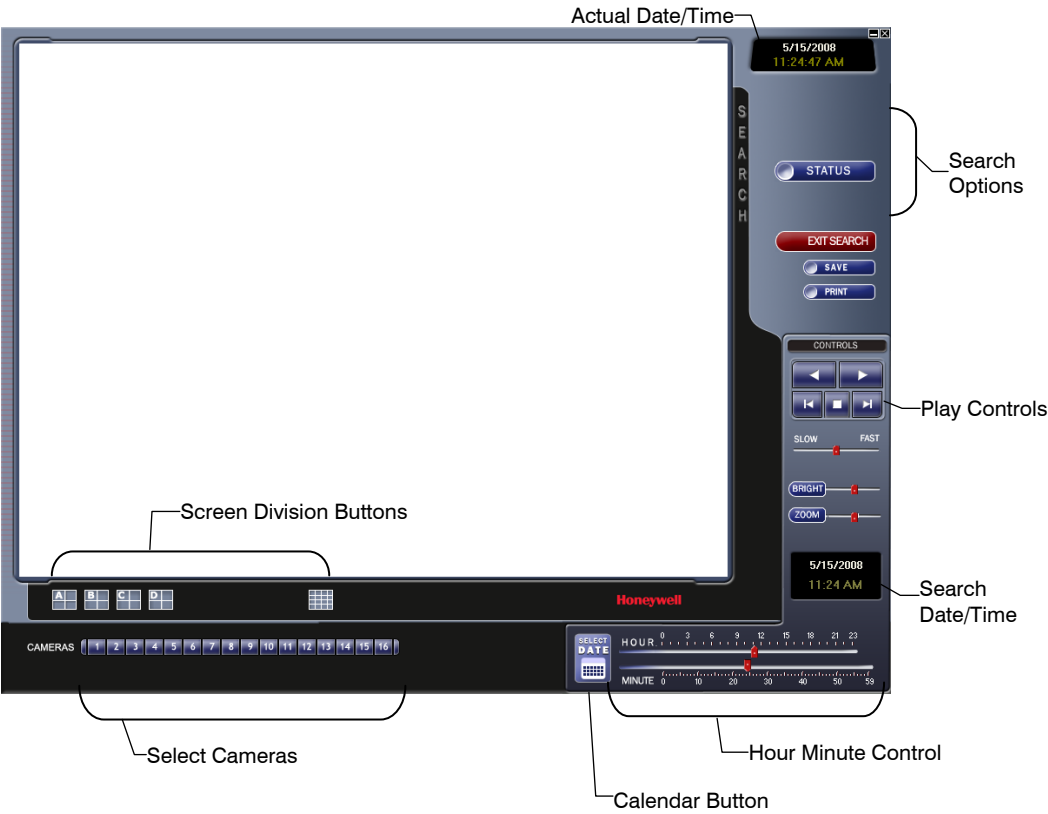 Actual Date/Time
5/15/2008
11:24:47 AM
SEARCH
STATUS
Search
Options
EXIT SEARCH
SAVE
PRINT
CONTROLS
Play Controls
SLOW FAST
BRIGHT
ZOOM
Screen Division Buttons
5/15/2008
11:24 AM
Search
Date/Time
A B C D
Honeywell
CAMERAS 1 2 3 4 5 6 7 8 9 10 11 12 13 14 15 16
SELECT
DATE
HOUR 0 3 6 9 12 15 18 21 23
MINUTE 0 10 20 30 40 50 59
Select Cameras
Hour Minute Control
Calendar Button